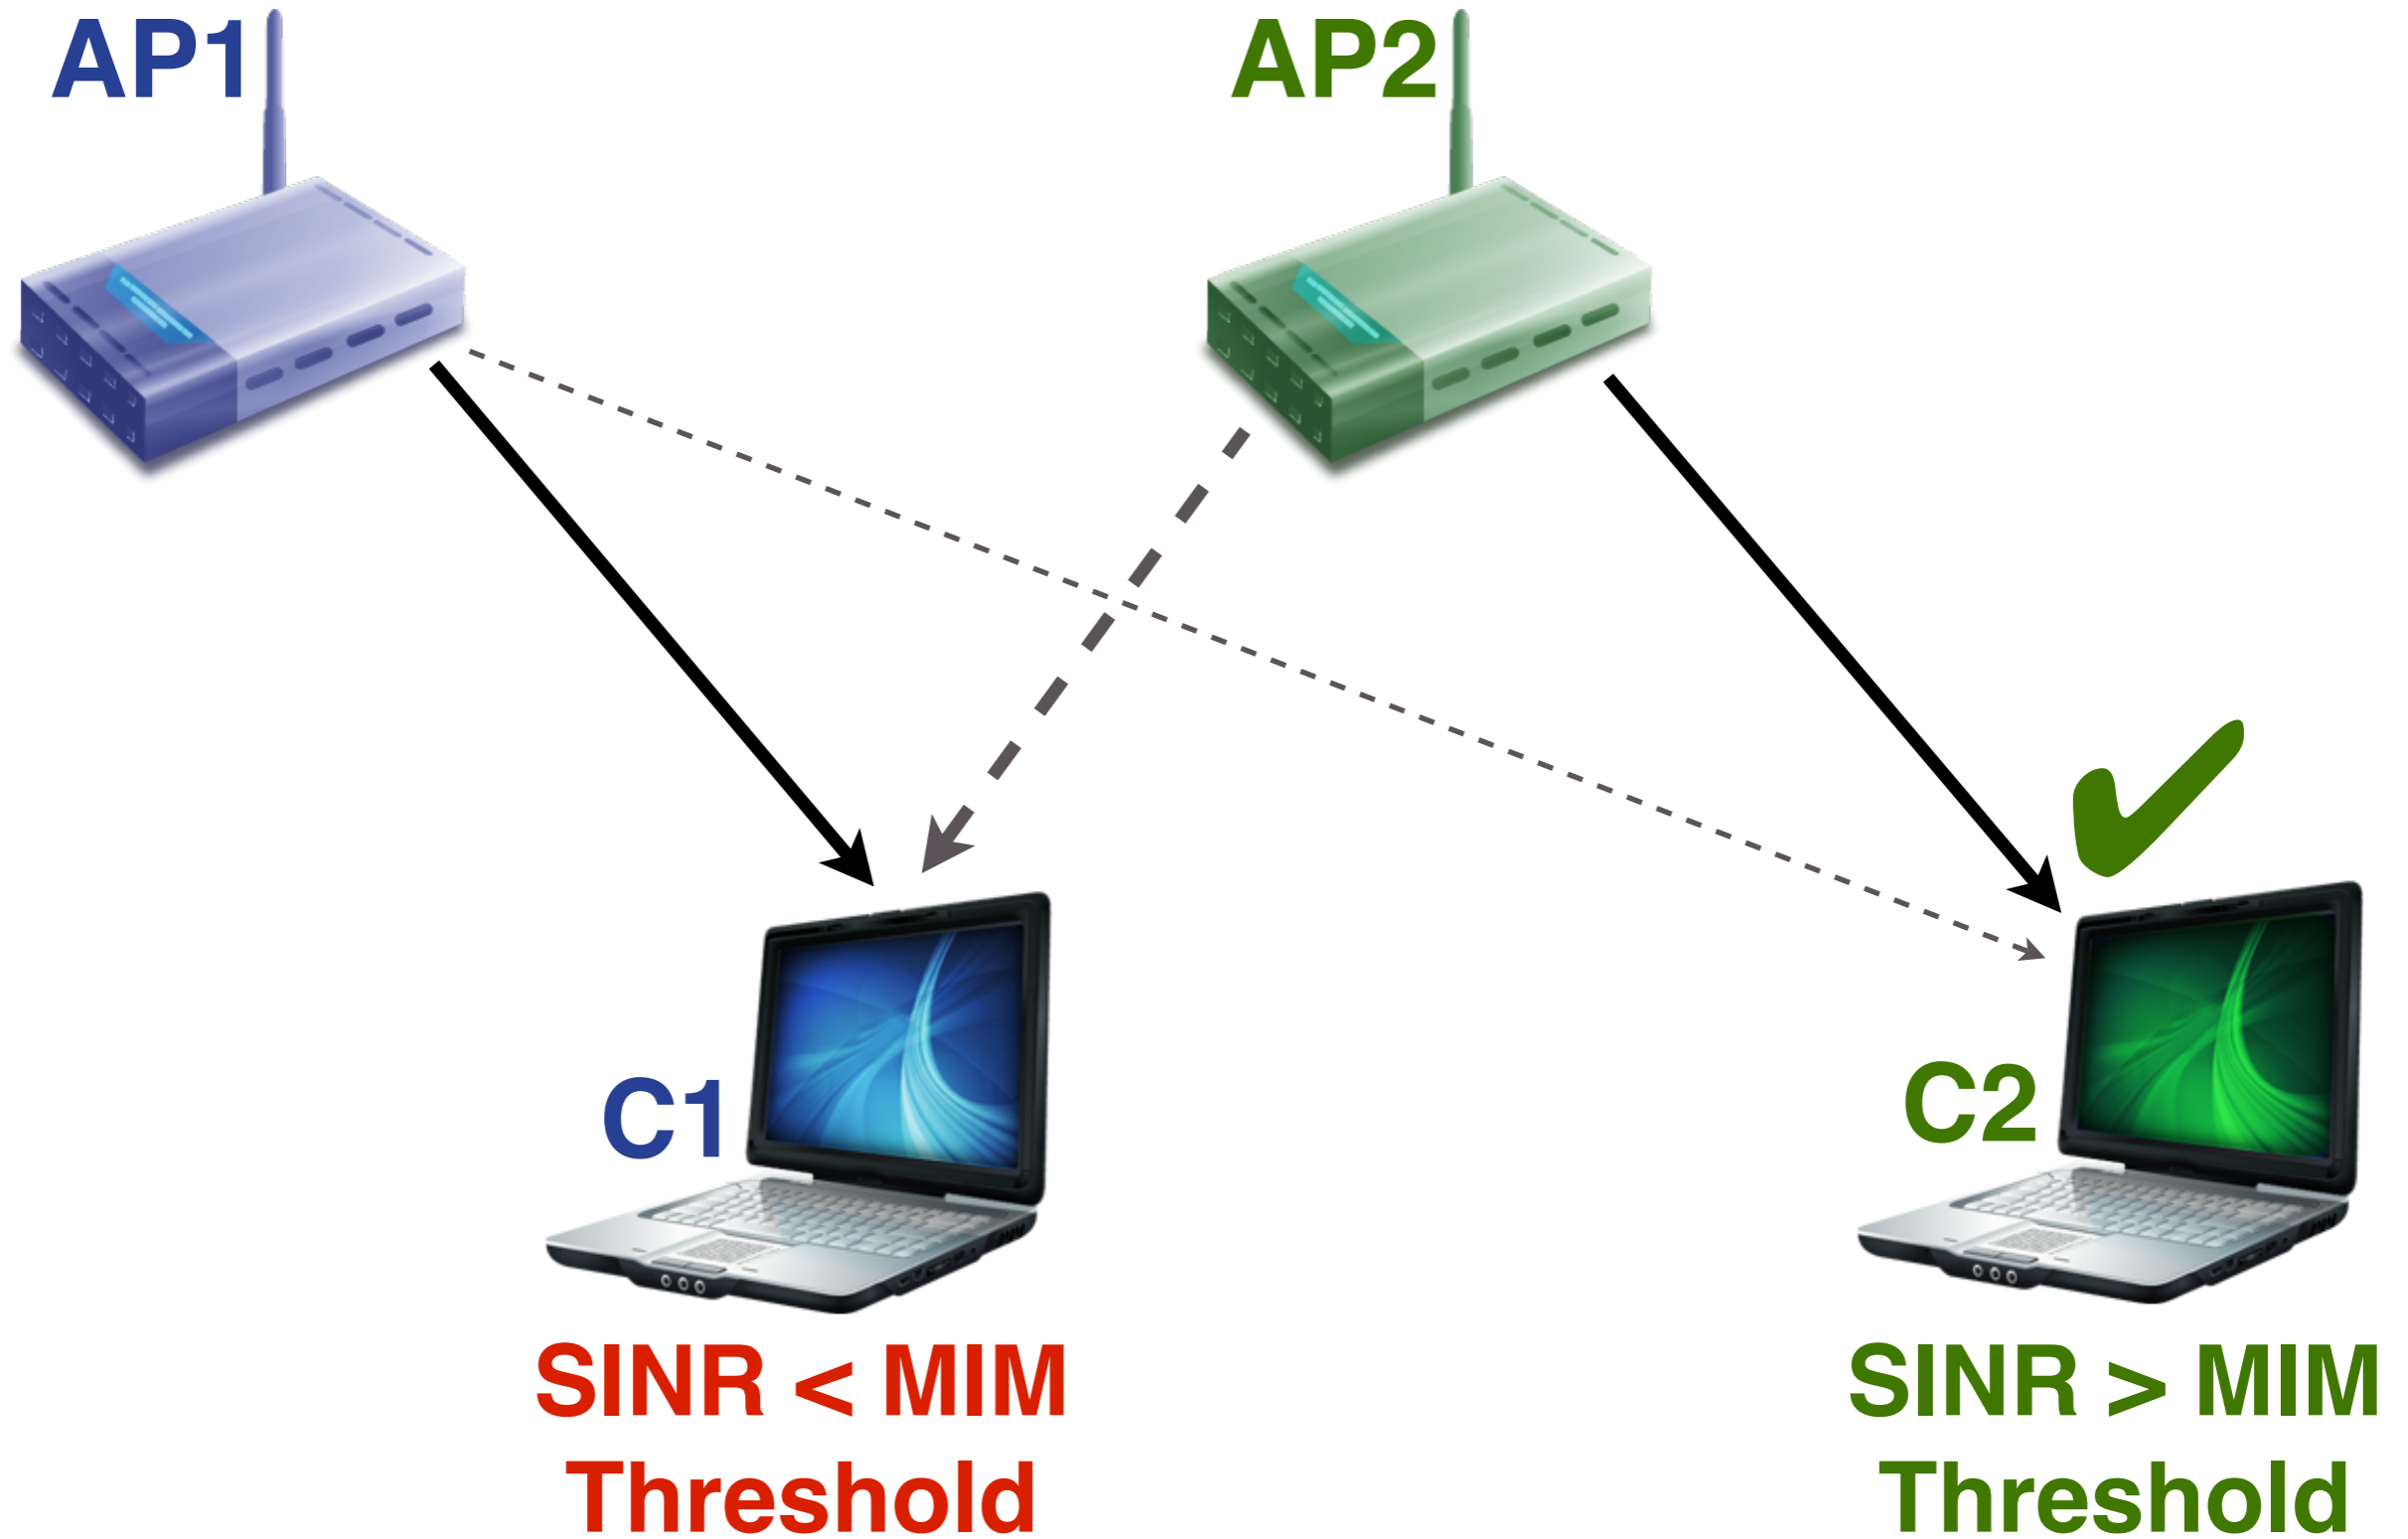 AP1
AP2
C1
C2
SINR < MIM
Threshold
SINR > MIM
Threshold